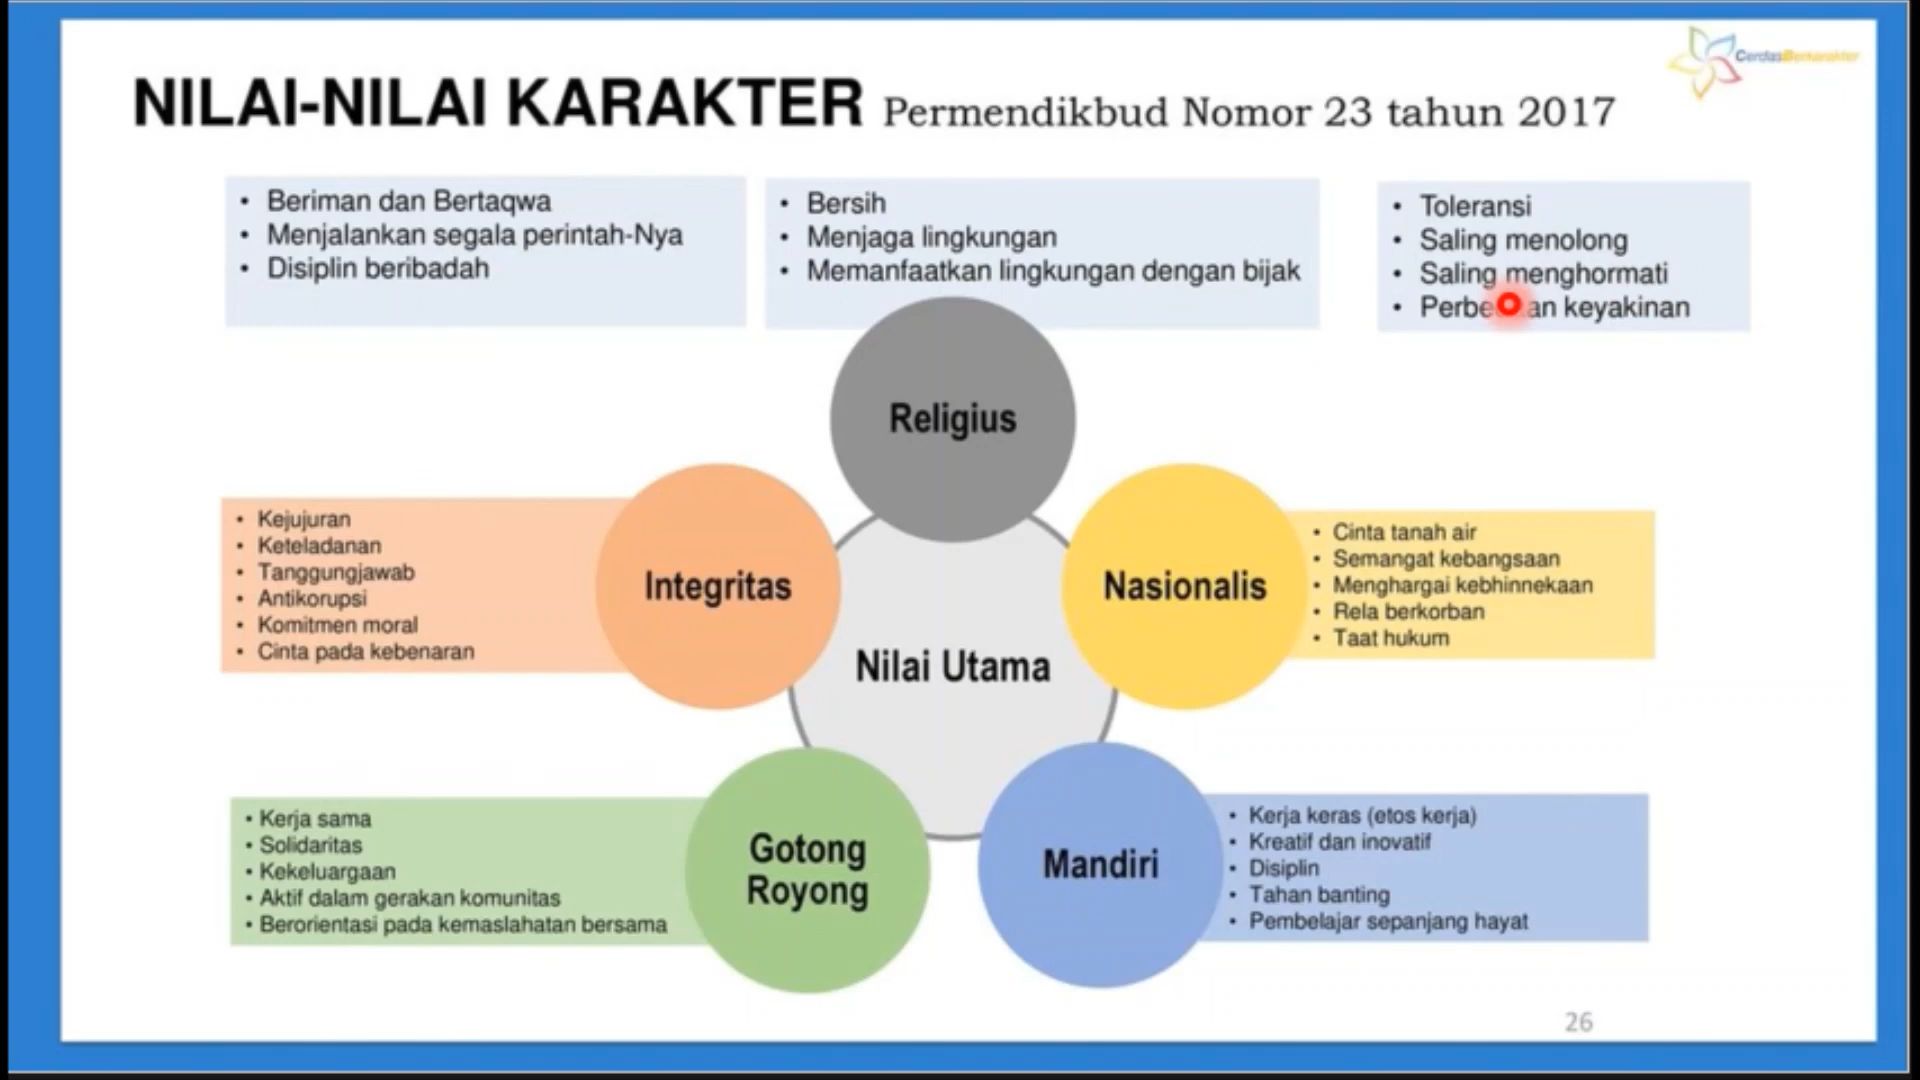 CerdasBerkarakter
NILAI-NILAI KARAKTER Permendikbud Nomor 23 tahun 2017
• Beriman dan Bertaqwa
• Menjalankan segala perintah-Nya
• Disiplin beribadah
• Bersih
• Menjaga lingkungan
• Memanfaatkan lingkungan dengan bijak
• Toleransi
• Saling menolong
• Saling menghormati
• keyakinan
Religius
• Kejujuran
• Keteladanan
• Tanggungjawab
• Antikorupsi
• Komitmen moral
• Cinta pada kebenaran
Integritas
Nasionalis
• Cinta tanah air
• Semangat kebangsaan
• Menghargai kebhinnekaan
• Rela berkorban
• Taat hukum
Nilai Utama
• Kerja sama
• Solidaritas
• Kekeluargaan
• Aktif dalam gerakan komunitas
• Berorientasi pada kemaslahatan bersama
Gotong
Royong
Mandiri
• Kerja keras (etos kerja)
• Kreatif dan inovatif
• Disiplin
• Tahan banting
• Pembelajar sepanjang hayat
26